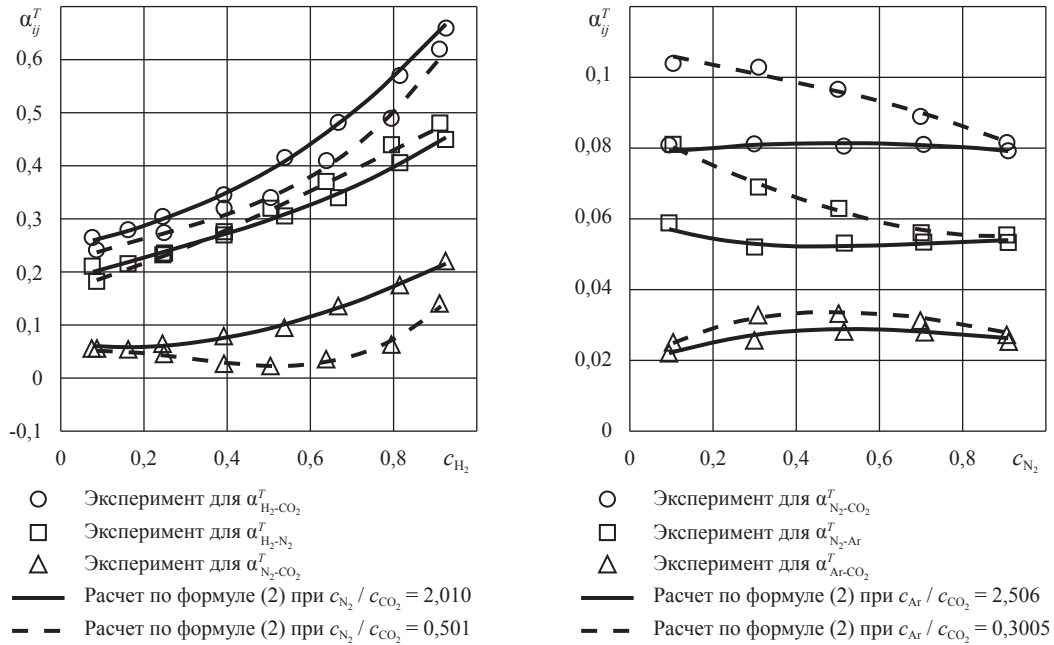 α^T_ij
0,6
0,5
0,4
0,3
0,2
0,1
0
-0,1
0 0,2 0,4 0,6 0,8 c_H₂
Эксперимент для α^T_H₂-CO₂
Эксперимент для α^T_H₂-N₂
Эксперимент для α^T_N₂-CO₂
Расчет по формуле (2) при c_N₂ / c_CO₂ = 2,010
Расчет по формуле (2) при c_N₂ / c_CO₂ = 0,501
α^T_ij
0,1
0,08
0,06
0,04
0,02
0
0 0,2 0,4 0,6 0,8 c_N₂
Эксперимент для α^T_N₂-CO₂
Эксперимент для α^T_N₂-Ar
Эксперимент для α^T_Ar-CO₂
Расчет по формуле (2) при c_Ar / c_CO₂ = 2,506
Расчет по формуле (2) при c_Ar / c_CO₂ = 0,3005